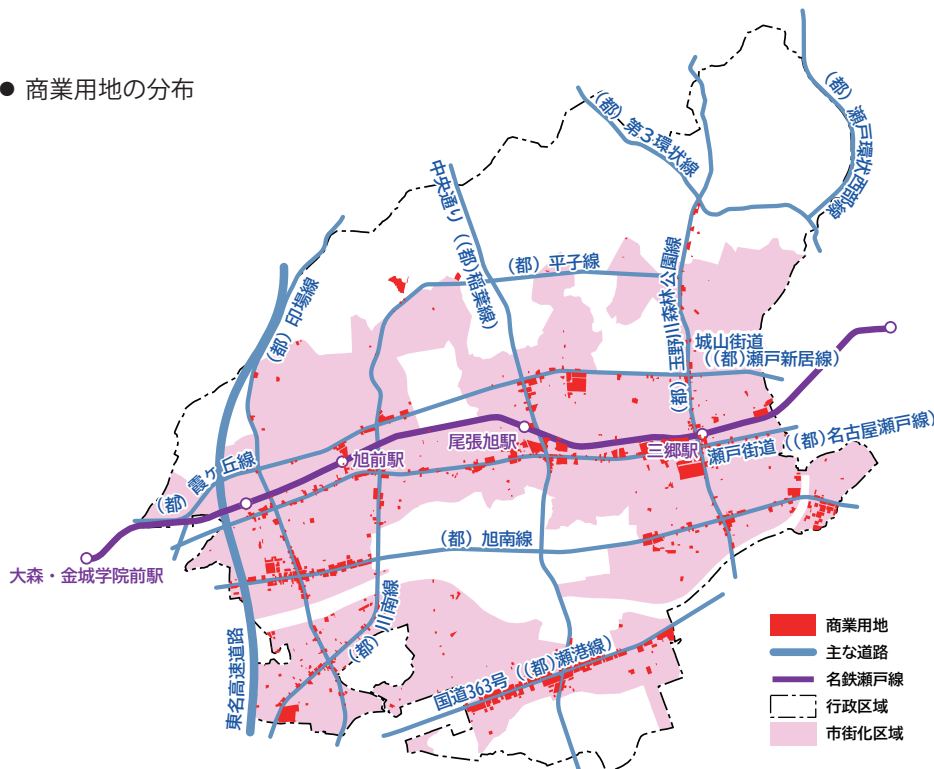 ● 商業用地の分布
(都) 瀬戸環状西部線
(都) 第3環状線
中央通り ((都)稲葉線)
(都) 平子線
(都) 玉野川森林公園線
(都) 印場線
城山街道
((都)瀬戸新居線)
尾張旭駅
三郷駅
瀬戸街道 ((都)名古屋瀬戸線)
旭前駅
(都) 霞ヶ丘線
(都) 旭南線
大森・金城学院前駅
(都) 川南線
東名高速道路
国道363号 ((都)瀬港線)
商業用地
主な道路
名鉄瀬戸線
行政区域
市街化区域